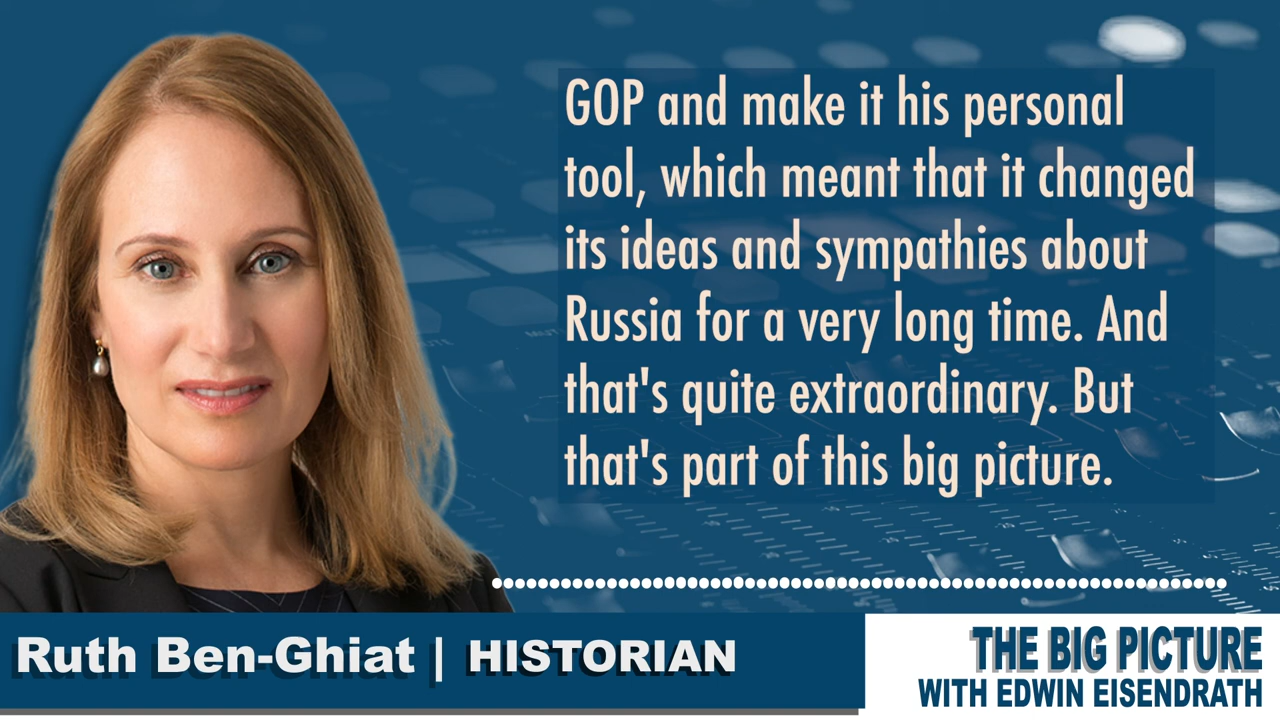 GOP and make it his personal
tool, which meant that it changed
its ideas and sympathies about
Russia for a very long time. And
that's quite extraordinary. But
that's part of this big picture.
Ruth Ben-Ghiat | HISTORIAN
THE BIG PICTURE
WITH EDWIN EISENDRATH